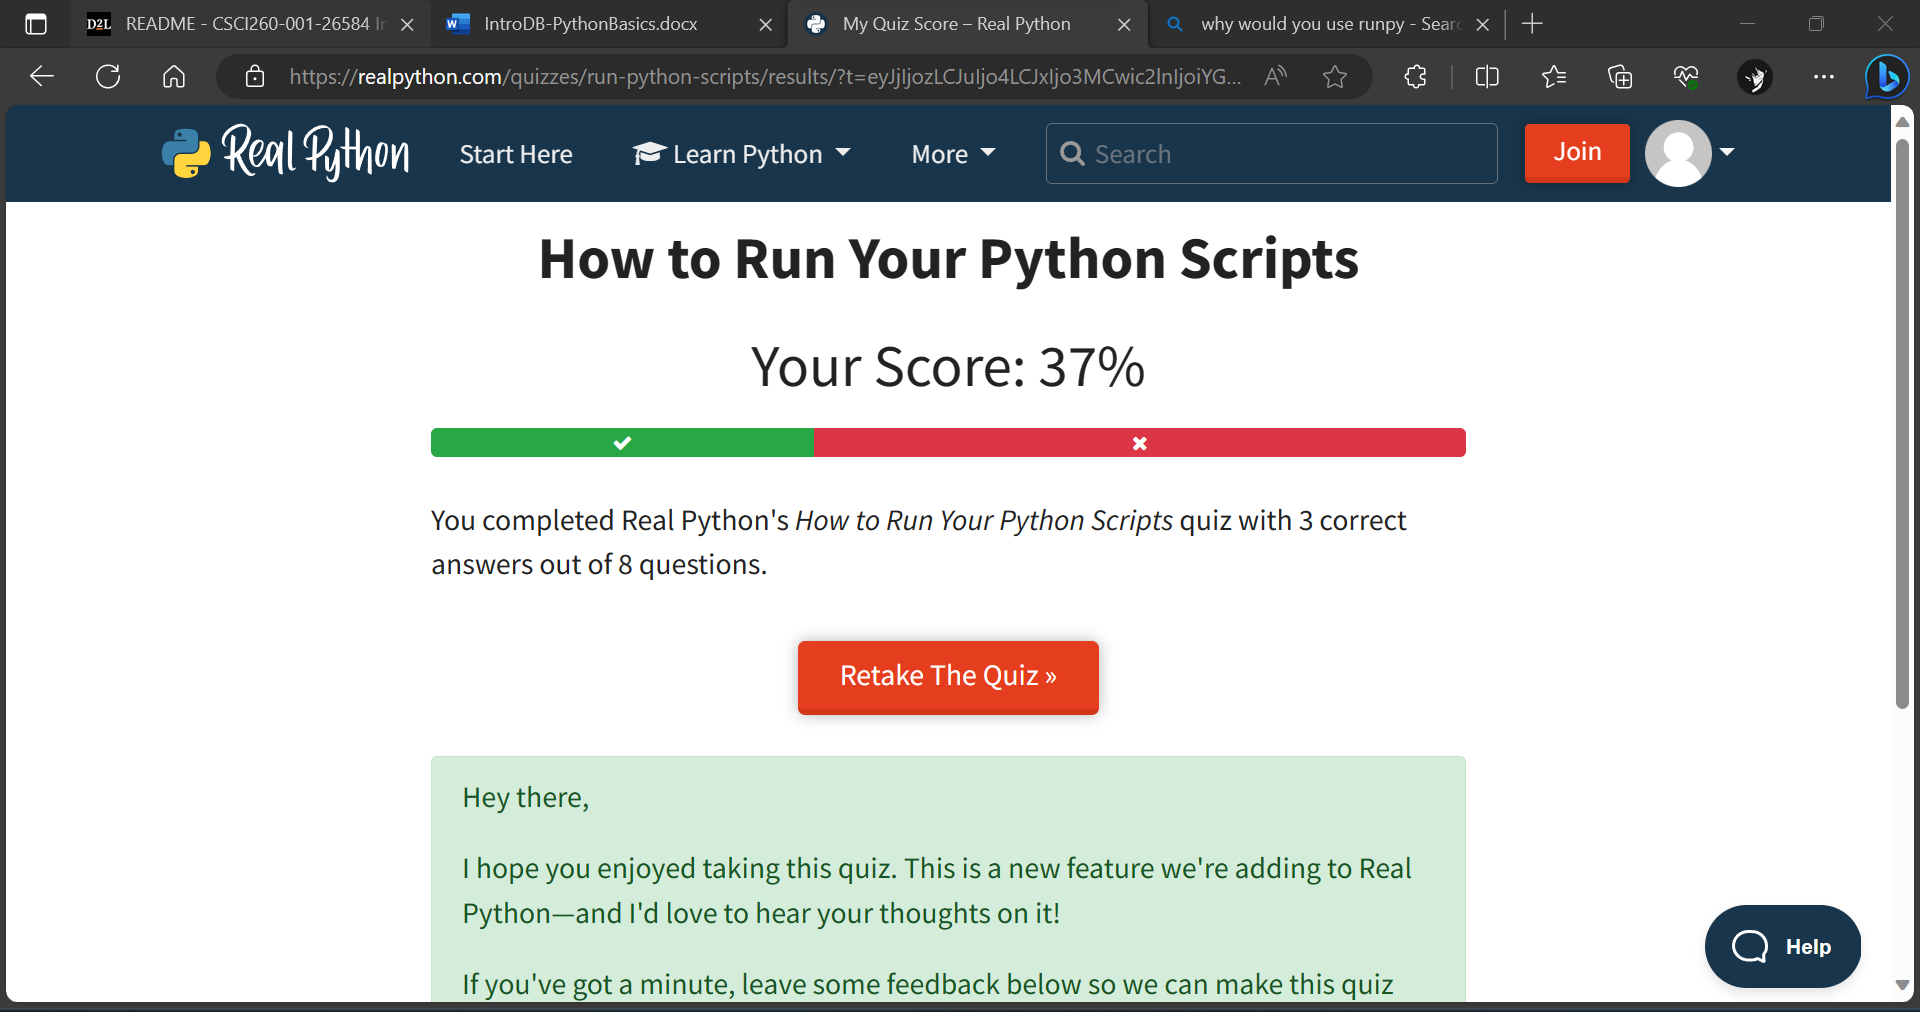 README - CSCI260-001-26584 In
IntroDB-PythonBasics.docx
My Quiz Score – Real Python
why would you use runpy - Sear
https://realpython.com/quizzes/run-python-scripts/results/?t=eyJjIjozLCJuIjo4LCJxIjo3MCwic2lnIjoiYG...
Real Python
Start Here
Learn Python
More
Search
Join
How to Run Your Python Scripts
Your Score: 37%
You completed Real Python's How to Run Your Python Scripts quiz with 3 correct
answers out of 8 questions.
Retake The Quiz »
Hey there,
I hope you enjoyed taking this quiz. This is a new feature we're adding to Real
Python—and I'd love to hear your thoughts on it!
If you've got a minute, leave some feedback below so we can make this quiz
Help